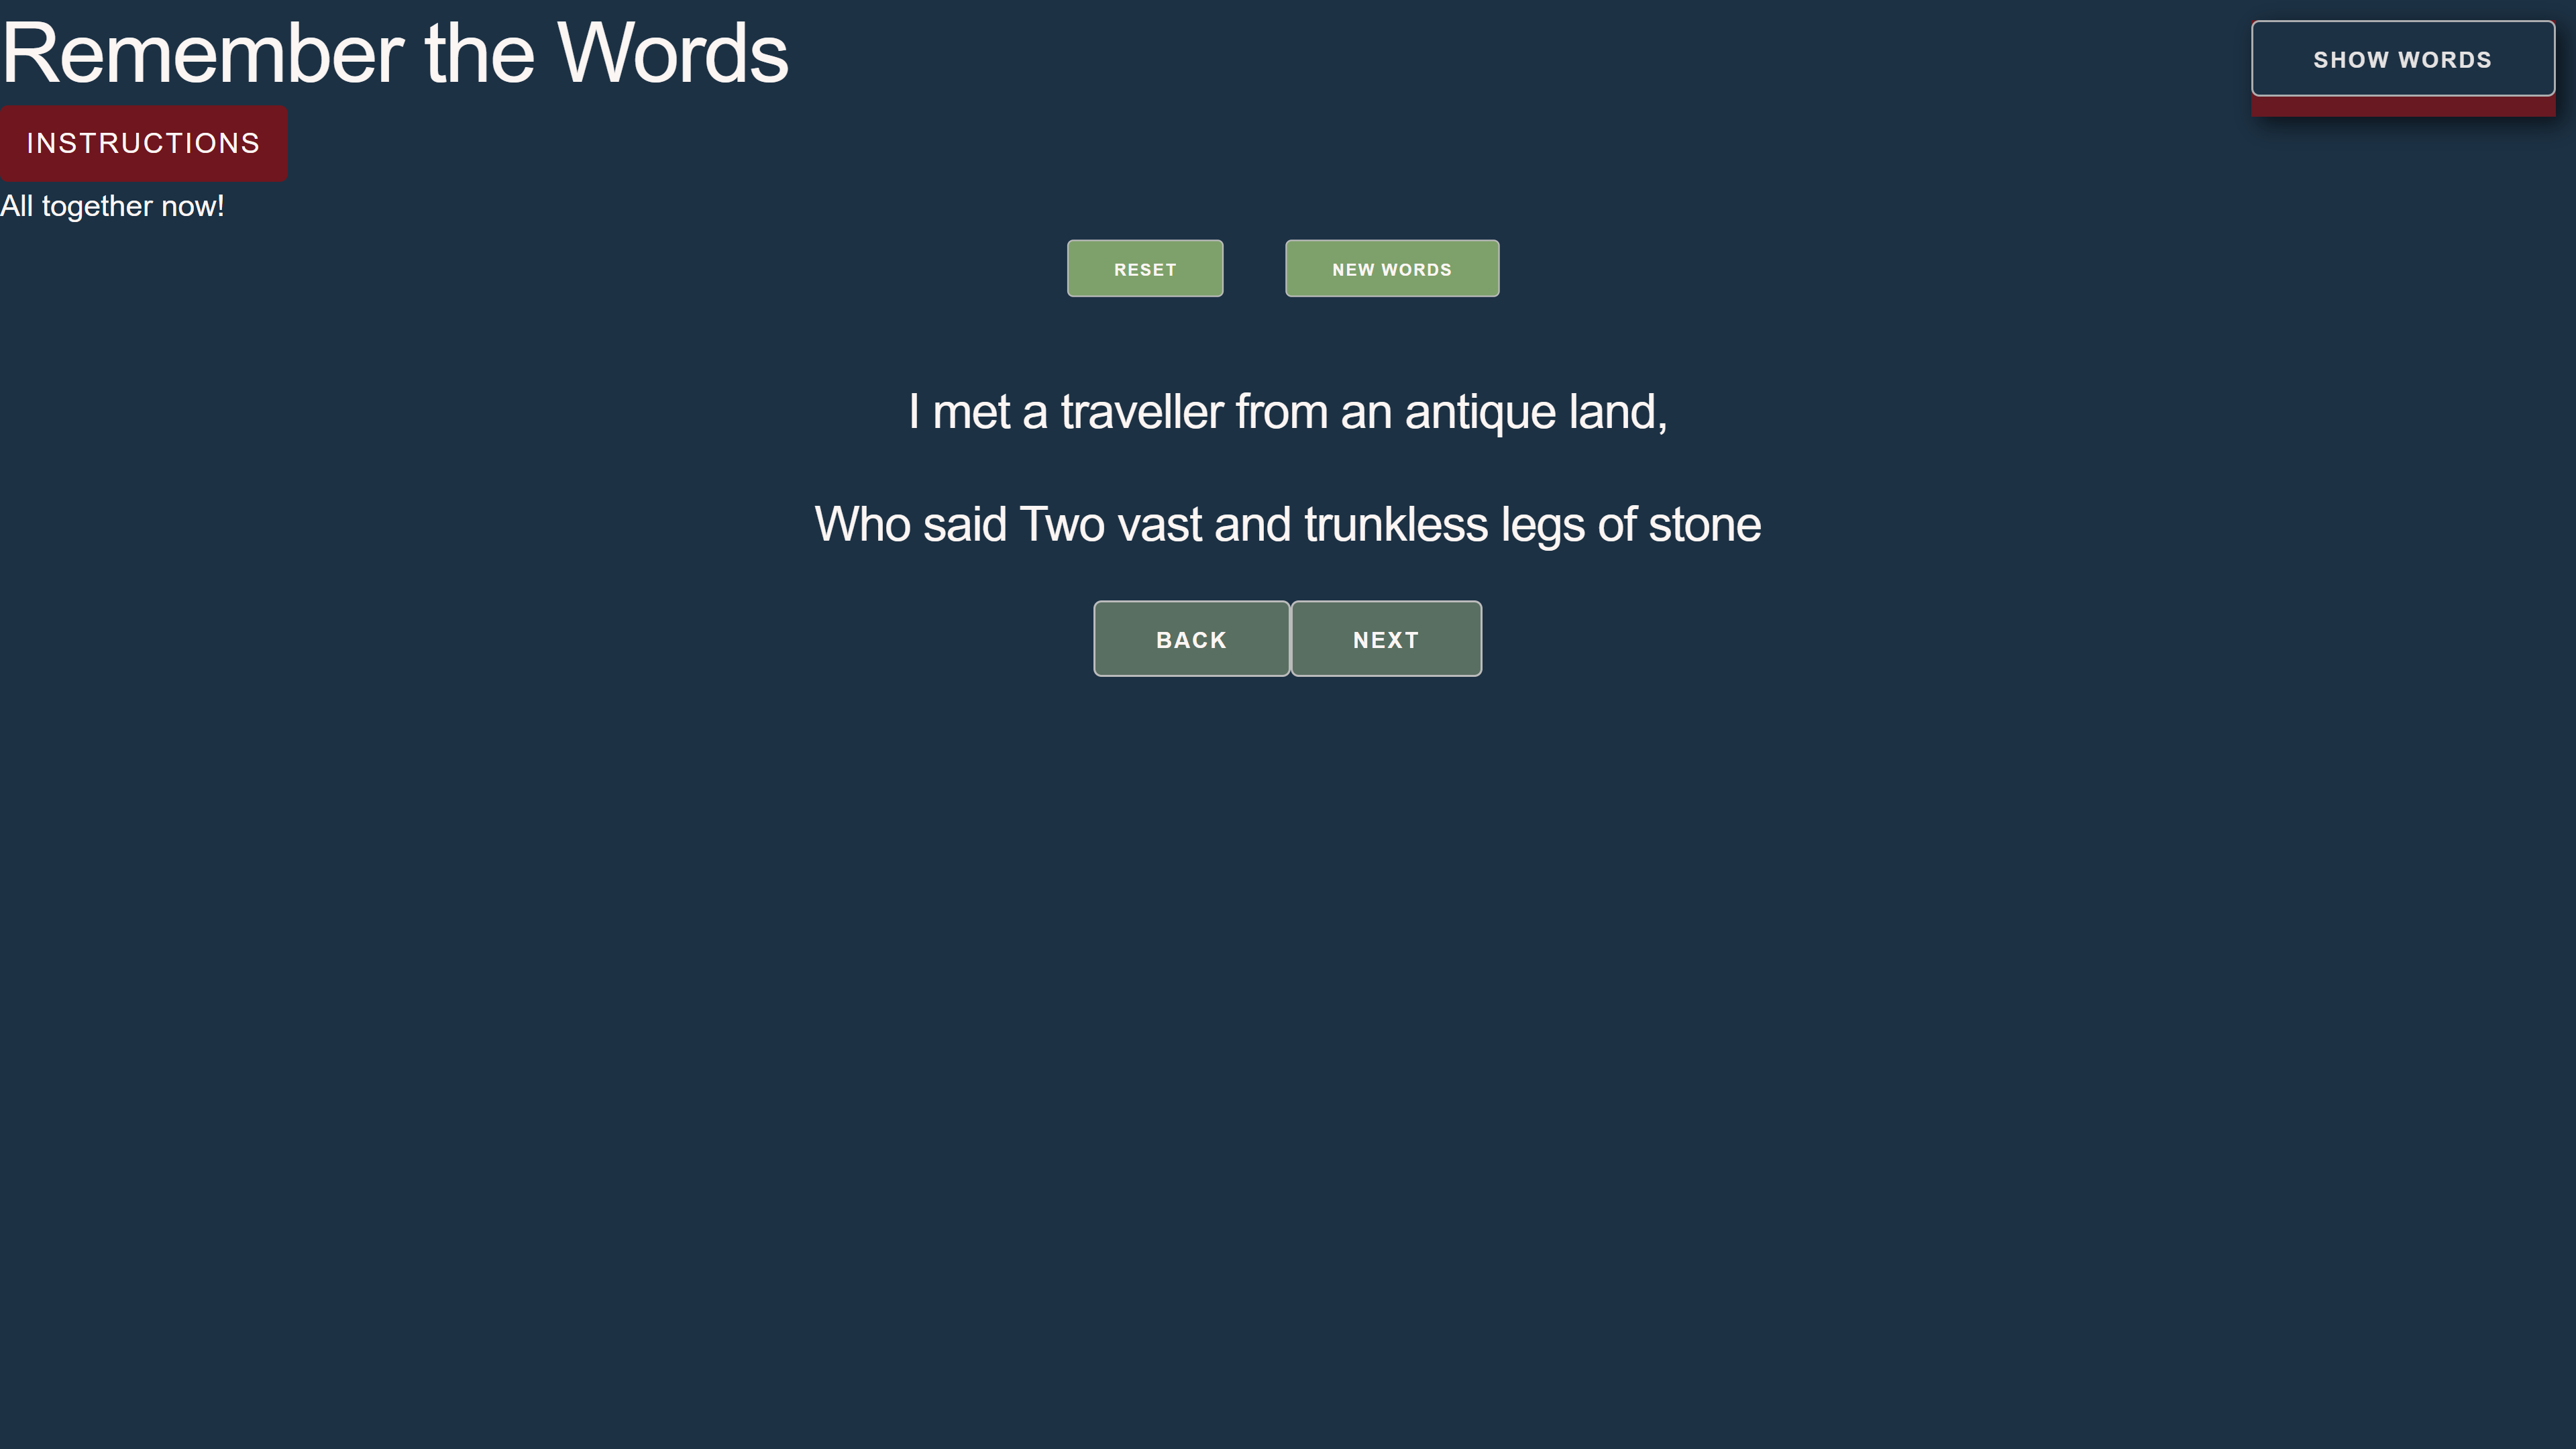 Remember the Words
SHOW WORDS
INSTRUCTIONS
All together now!
RESET
NEW WORDS
I met a traveller from an antique land,
Who said Two vast and trunkless legs of stone
BACK
NEXT